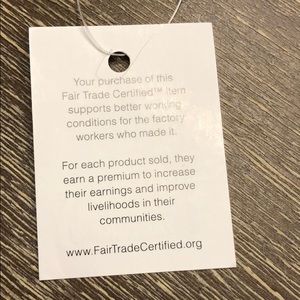 Your purchase of this
Fair Trade Certified™ item
supports better working
conditions for the factory
workers who made it.
For each product sold, they
earn a premium to increase
their earnings and improve
livelihoods in their
communities.
www.FairTradeCertified.org